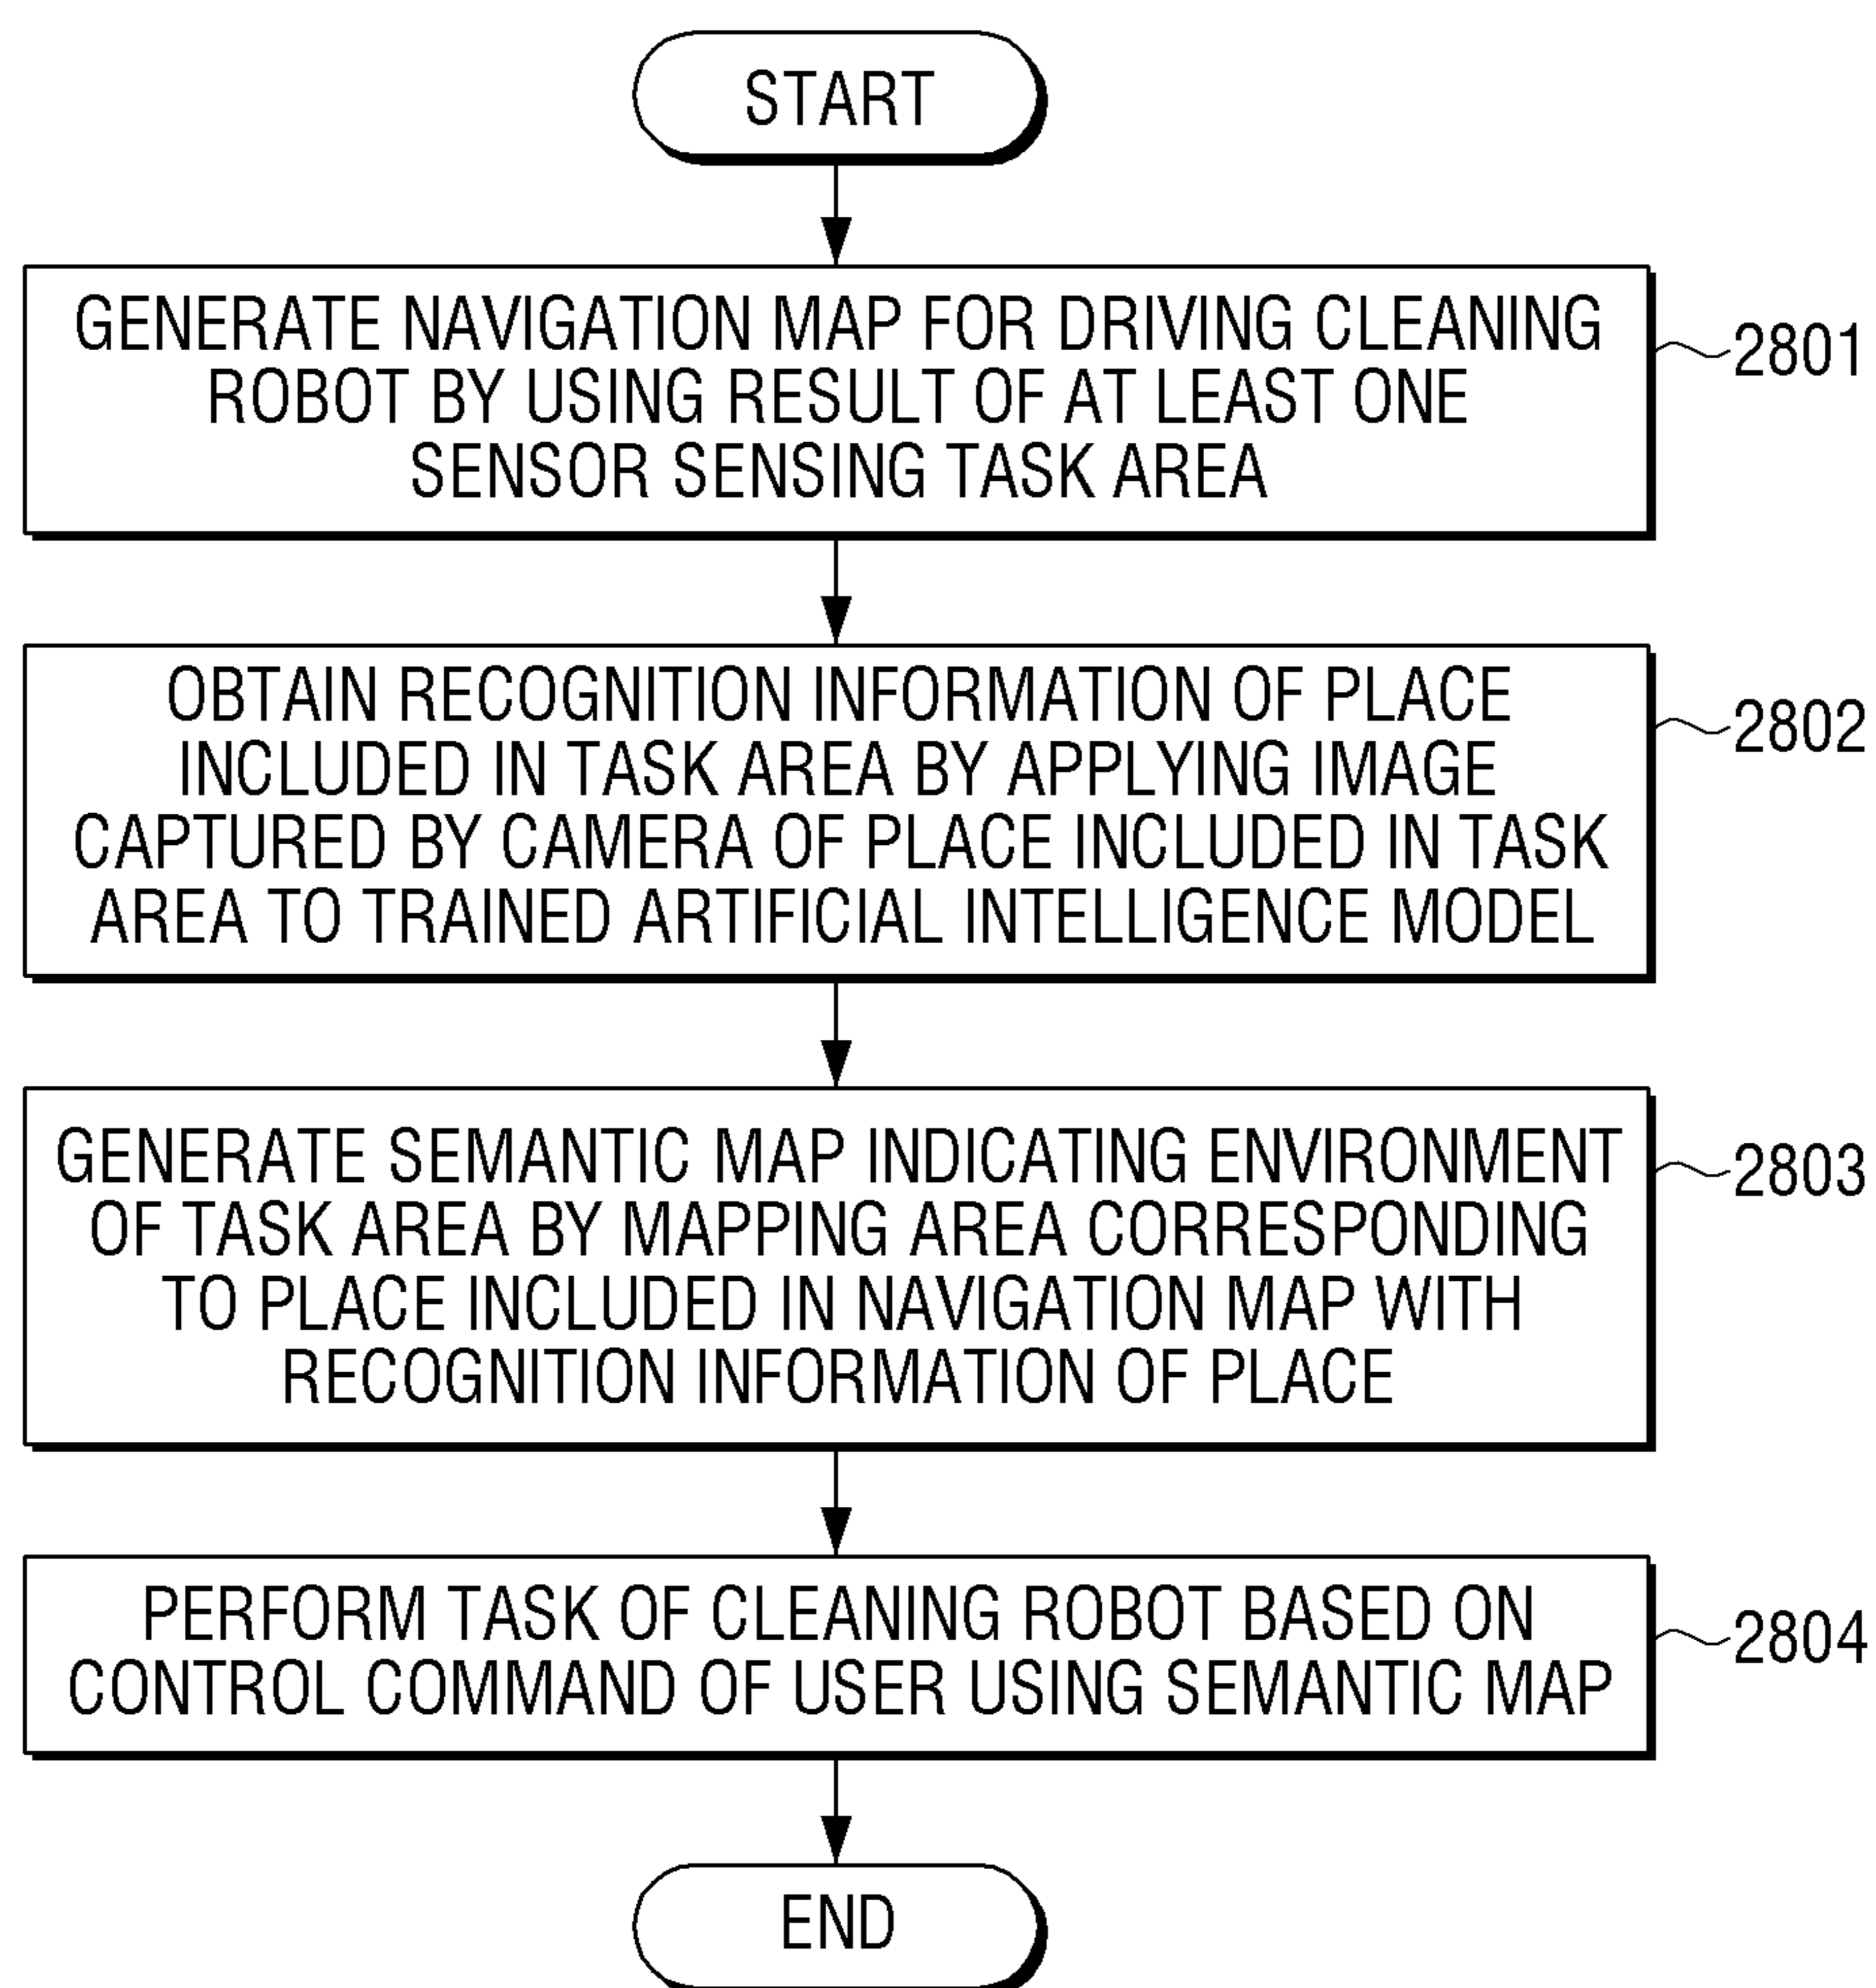 START
GENERATE NAVIGATION MAP FOR DRIVING CLEANING
ROBOT BY USING RESULT OF AT LEAST ONE
SENSOR SENSING TASK AREA
2801
OBTAIN RECOGNITION INFORMATION OF PLACE
INCLUDED IN TASK AREA BY APPLYING IMAGE
CAPTURED BY CAMERA OF PLACE INCLUDED IN TASK
AREA TO TRAINED ARTIFICAL INTELLIGENCE MODEL
2802
GENERATE SEMANTIC MAP INDICATING ENVIRONMENT
OF TASK AREA BY MAPPING AREA CORRESPONDING
TO PLACE INCLUDED IN NAVIGATION MAP WITH
RECOGNITION INFORMATION OF PLACE
2803
PERFORM TASK OF CLEANING ROBOT BASED ON
CONTROL COMMAND OF USER USING SEMANTIC MAP
2804
END